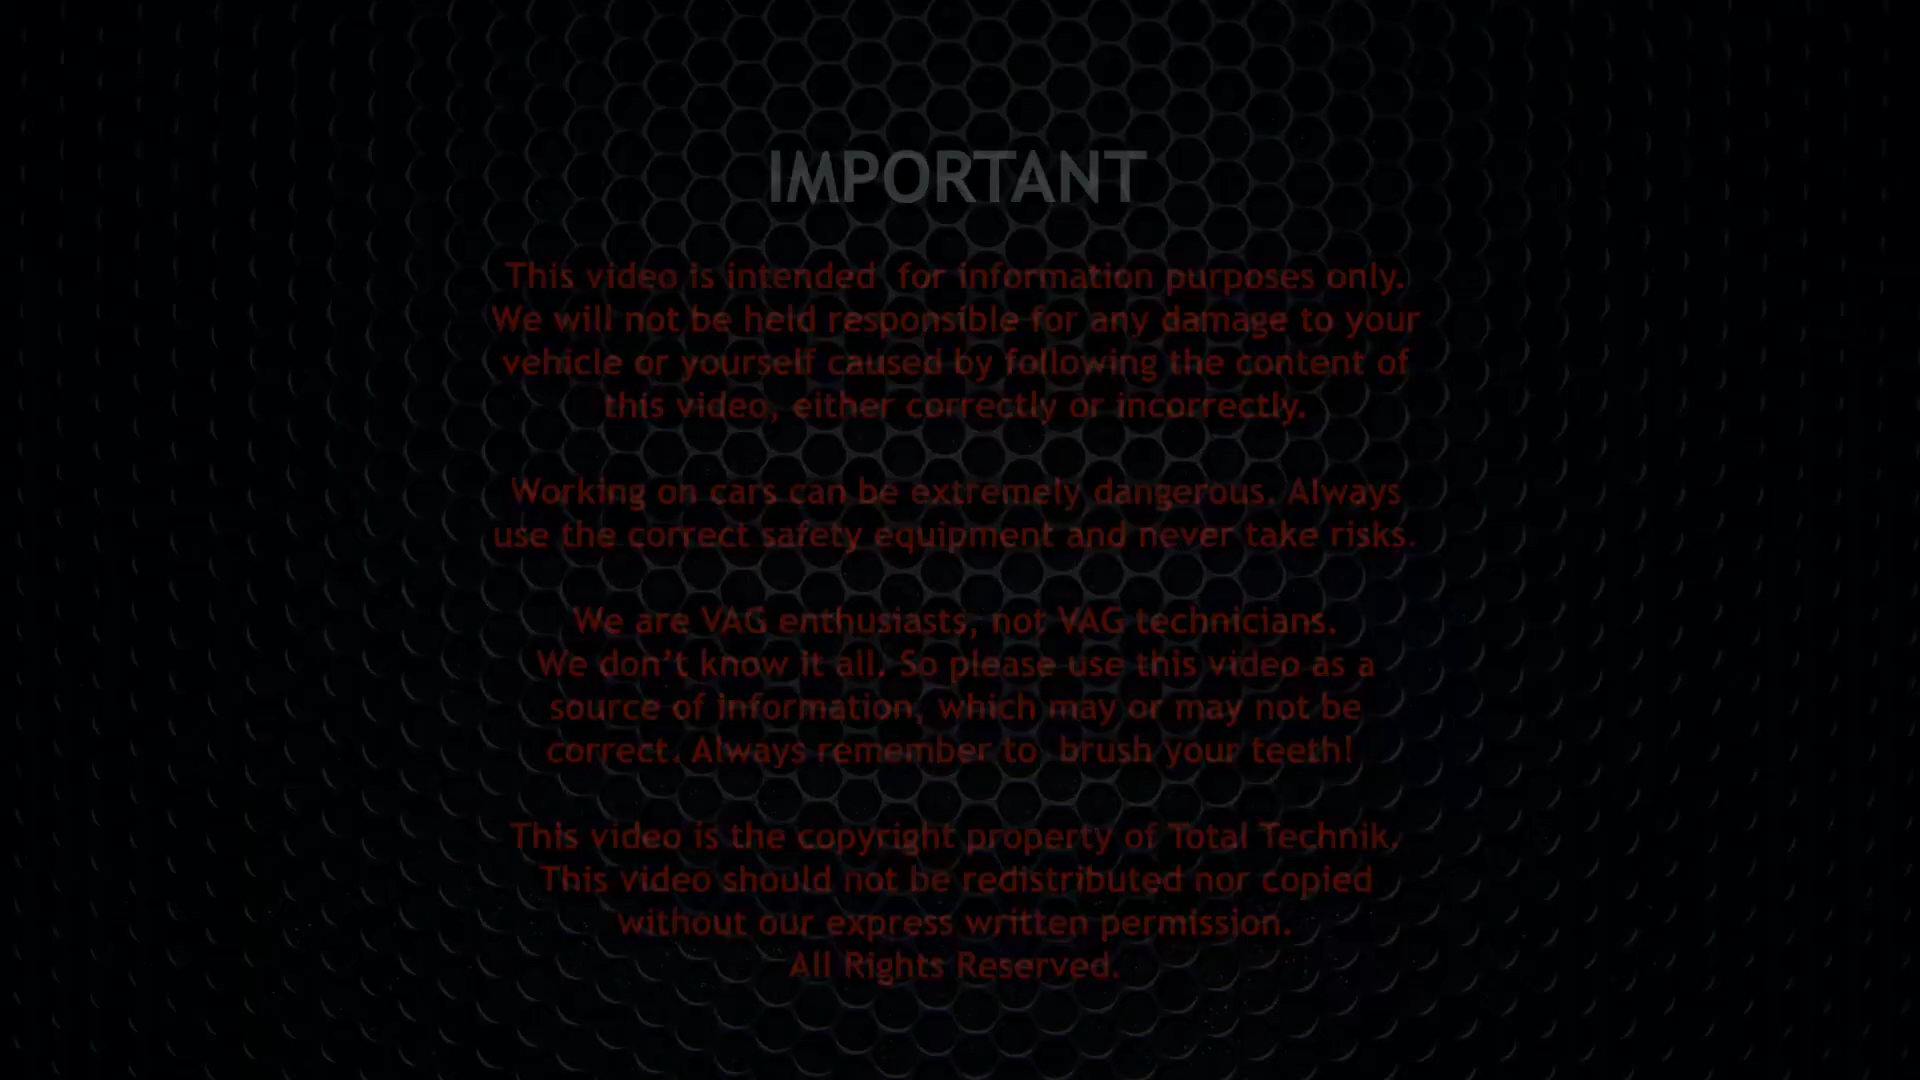 IMPORTANT
This video is intended  for information purposes only.
We will not be held responsible for any damage to your
vehicle or yourself caused by following the content of
this video, either correctly or incorrectly.
Working on cars can be extremely dangerous. Always
use the correct safety equipment and never take risks.
We are VAG enthusiasts, not VAG technicians.
We don't know it all. So please use this video as a
source of information, which may or may not be
correct. Always remember to  brush your teeth!
This video is the copyright property of Total Technik.
This video should not be redistributed nor copied
without our express written permission.
All Rights Reserved.